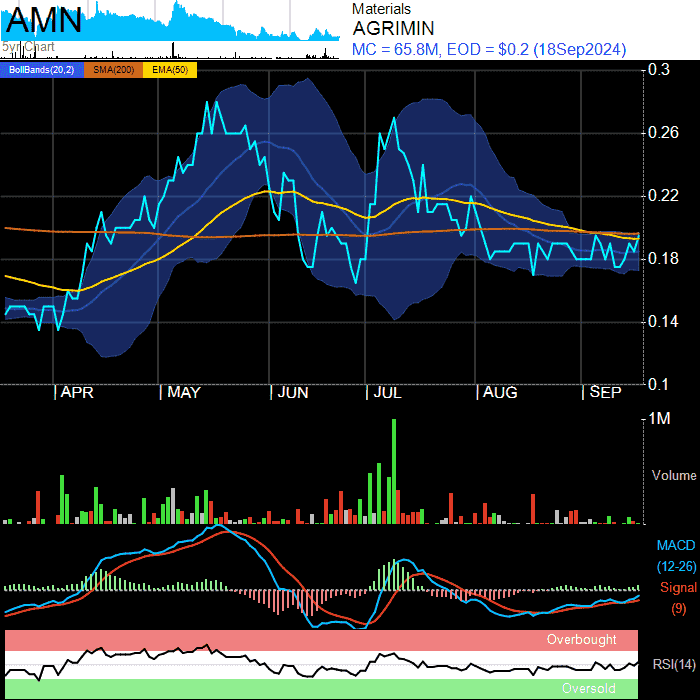 AMN
5yr Chart
Materials
AGRIMIN
MC = 65.8M, EOD = $0.2 (18Sep2024)
BollBands(20,2) SMA(200) EMA(50)
0.3
0.26
0.22
0.18
0.14
0.1
APR MAY JUN JUL AUG SEP
1M
Volume
MACD
(12-26)
Signal
(9)
Overbought
RSI(14)
Oversold